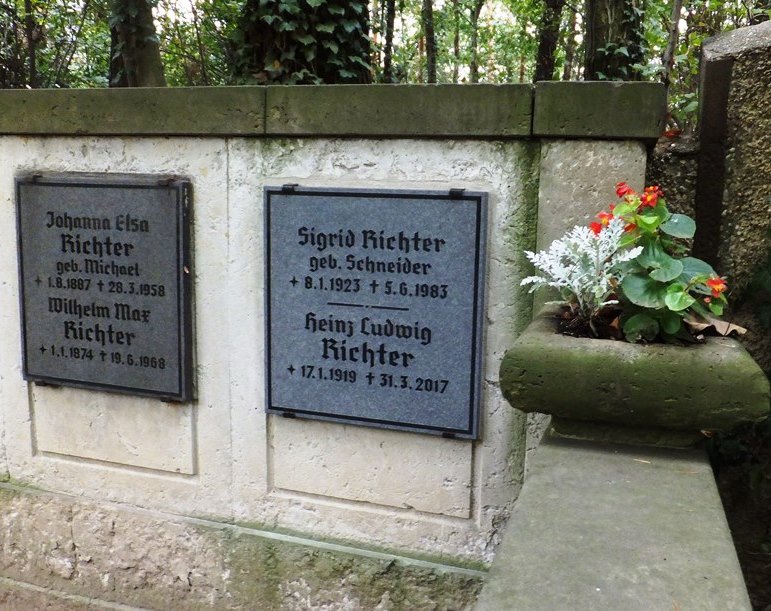 Johanna Elsa
Richter
geb. Michael
+ 1.8.1887 ✝ 28.3.1958
Wilhelm Max
Richter
+ 1.1.1874 ✝ 19.6.1968
Sigrid Richter
geb. Schneider
+ 8.1.1923 ✝ 5.6.1983
Heinz Ludwig
Richter
+ 17.1.1919 ✝ 31.3.2017